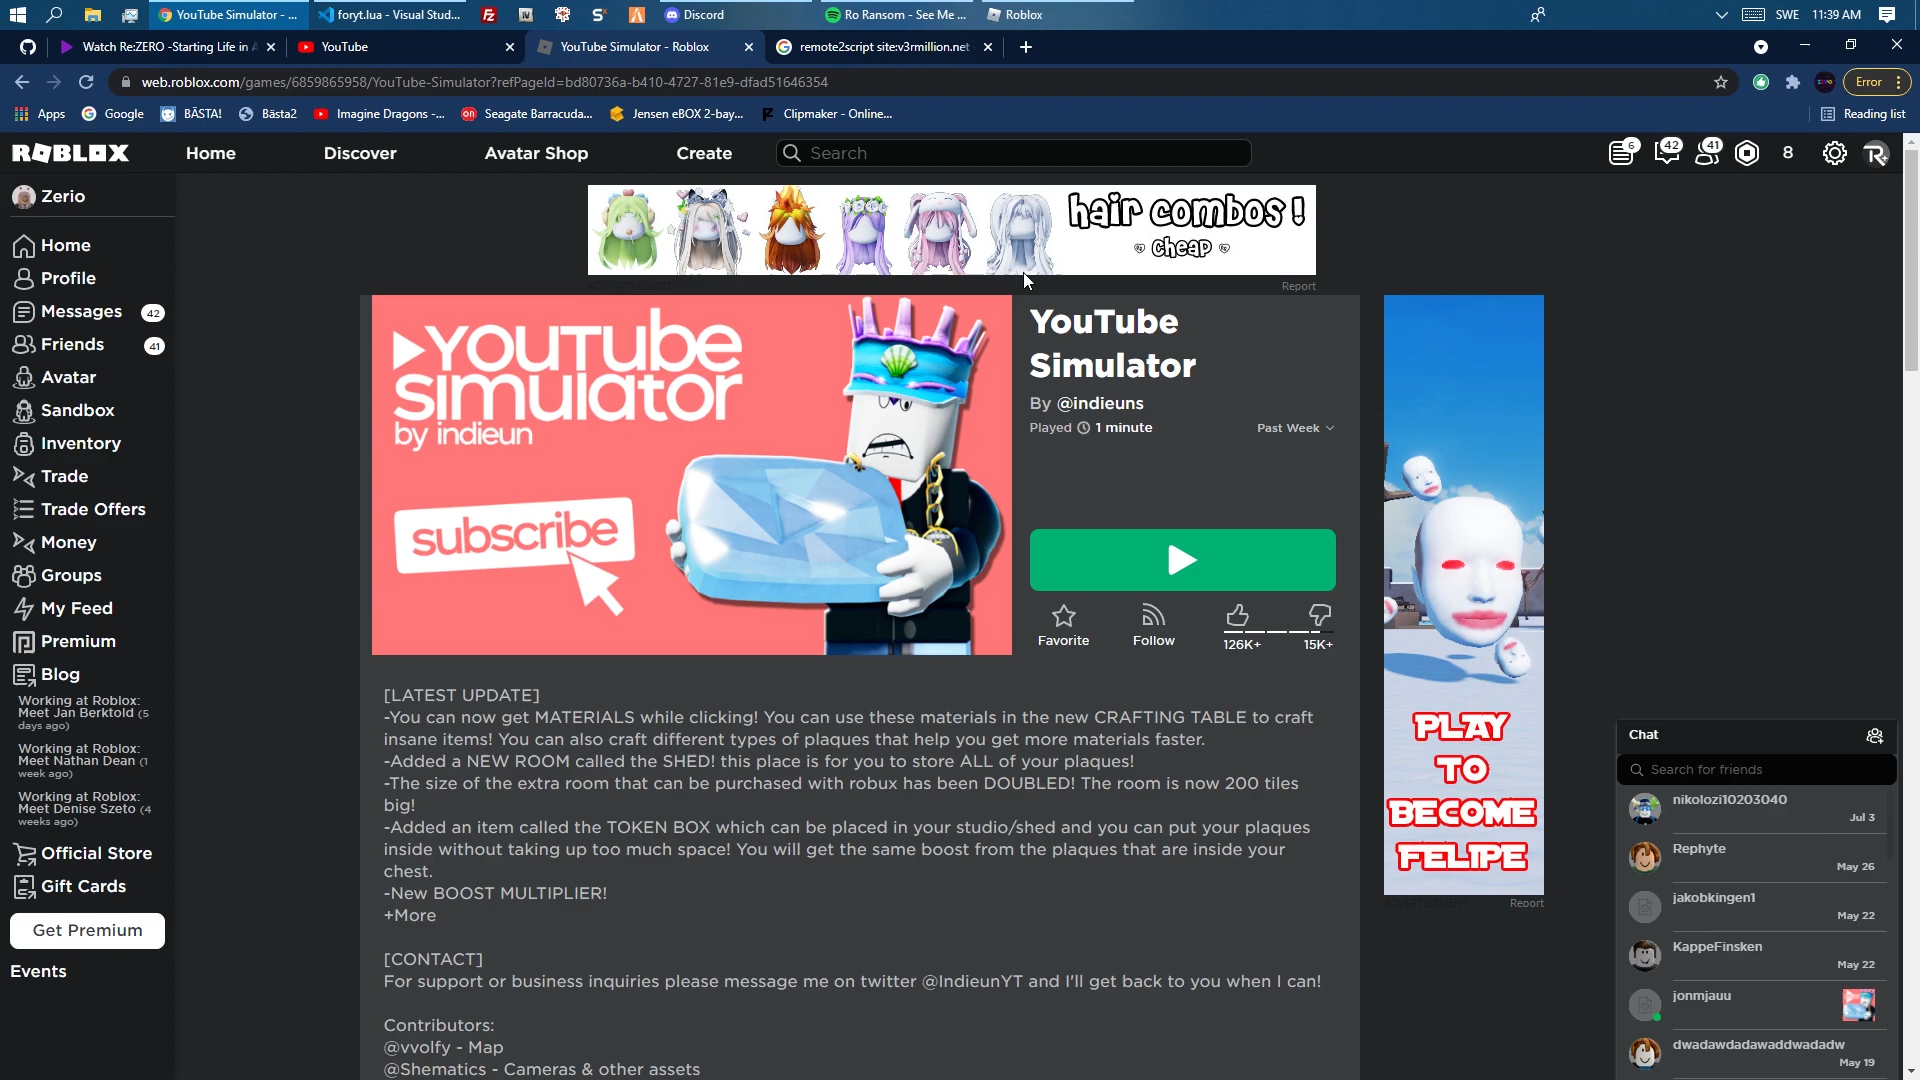 YouTube Simulator - ...
foryt.lua - Visual Stud...
Discord
Ro Ransom - See Me ...
Roblox
SWE
11:39 AM
Watch Re:ZERO -Starting Life in A
YouTube
YouTube Simulator - Roblox
remote2script site:v3rmillion.net
web.roblox.com/games/6859865958/YouTube-Simulator?refPageId=bd80736a-b410-4727-81e9-dfad51646354
Error
Apps
Google
BÄSTA!
Bästa2
Imagine Dragons -...
Seagate Barracuda...
Jensen eBOX 2-bay...
Clipmaker - Online...
Reading list
ROBLOX
Home
Discover
Avatar Shop
Create
Search
6
42
41
8
Zerio
Home
Profile
Messages 42
Friends 41
Avatar
Sandbox
Inventory
Trade
Trade Offers
Money
Groups
My Feed
Premium
Blog
Working at Roblox:
Meet Jan Berktold (5
days ago)
Working at Roblox:
Meet Nathan Dean (1
week ago)
Working at Roblox:
Meet Denise Szeto (4
weeks ago)
Official Store
Gift Cards
Get Premium
Events
hair combos!
cheap
Report
YouTube
simulator
by indieun
subscribe
YouTube
Simulator
By @indieuns
Played 1 minute
Past Week
Favorite
Follow
126K+
15K+
[LATEST UPDATE]
-You can now get MATERIALS while clicking! You can use these materials in the new CRAFTING TABLE to craft
insane items! You can also craft different types of plaques that help you get more materials faster.
-Added a NEW ROOM called the SHED! this place is for you to store ALL of your plaques!
-The size of the extra room that can be purchased with robux has been DOUBLED! The room is now 200 tiles
big!
-Added an item called the TOKEN BOX which can be placed in your studio/shed and you can put your plaques
inside without taking up too much space! You will get the same boost from the plaques that are inside your
chest.
-New BOOST MULTIPLIER!
+More
[CONTACT]
For support or business inquiries please message me on twitter @IndieunYT and I'll get back to you when I can!
Contributors:
@vvolfy - Map
@Shematics - Cameras & other assets
PLAY
TO
BECOME
FELIPE
ADVERTISEMENT
Report
Chat
Search for friends
nikolozi10203040
Jul 3
Rephyte
May 26
jakobkingen1
May 22
KappeFinsken
May 22
jonmjauu
dwadawdadawaddwadadw
May 19